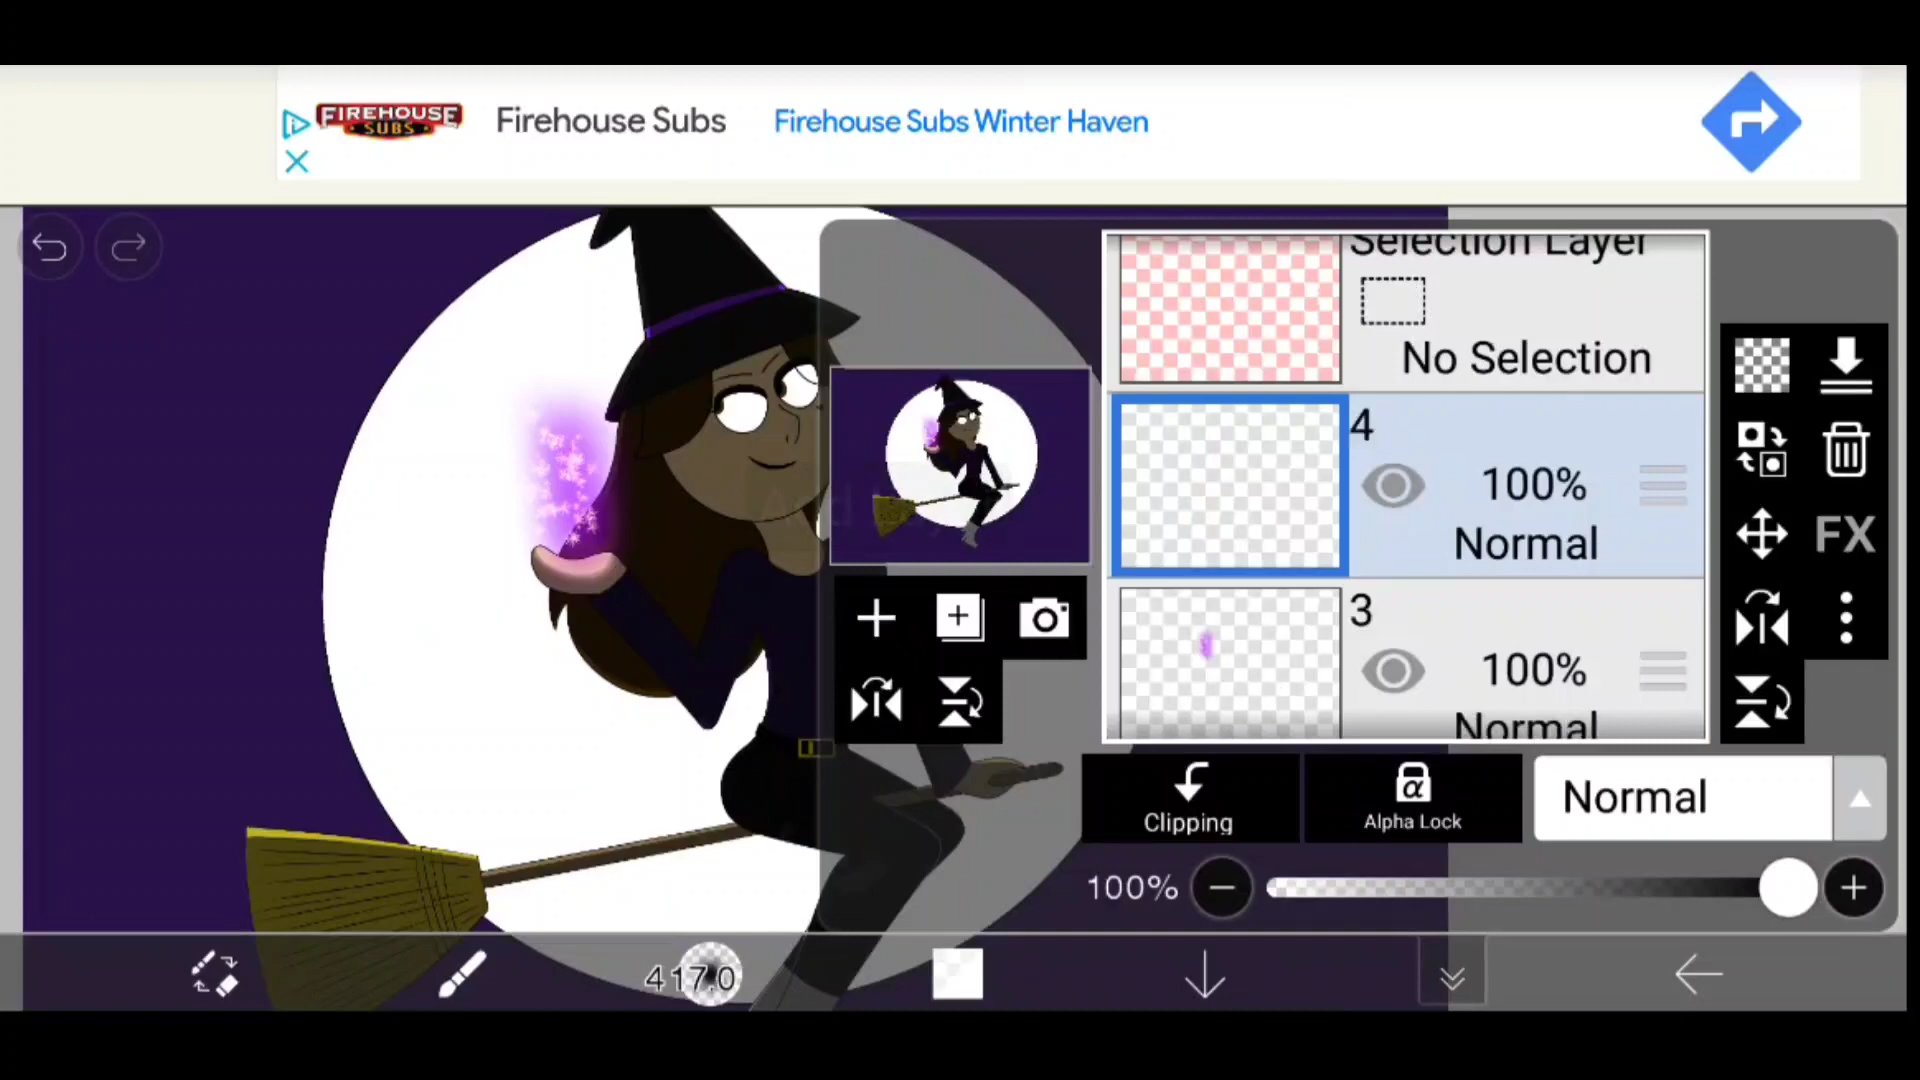 FIREHOUSE
SUBS
Firehouse Subs
Firehouse Subs Winter Haven
Selection Layer
No Selection
4
100%
Normal
3
100%
Normal
FX
Clipping
α
Alpha Lock
Normal
100%
417.0